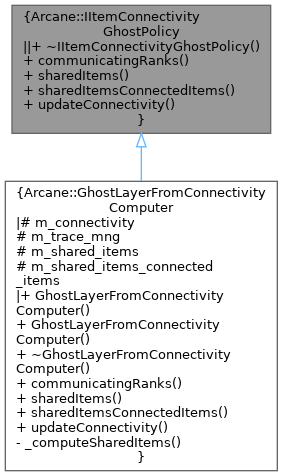 {Arcane::IItemConnectivity
GhostPolicy
||+ ~IItemConnectivityGhostPolicy()
+ communicatingRanks()
+ sharedItems()
+ sharedItemsConnectedItems()
+ updateConnectivity()
}
{Arcane::GhostLayerFromConnectivity
Computer
|# m_connectivity
# m_trace_mng
# m_shared_items
# m_shared_items_connected
_items
|+ GhostLayerFromConnectivity
Computer()
+ GhostLayerFromConnectivity
Computer()
+ ~GhostLayerFromConnectivity
Computer()
+ communicatingRanks()
+ sharedItems()
+ sharedItemsConnectedItems()
+ updateConnectivity()
- _computeSharedItems()
}